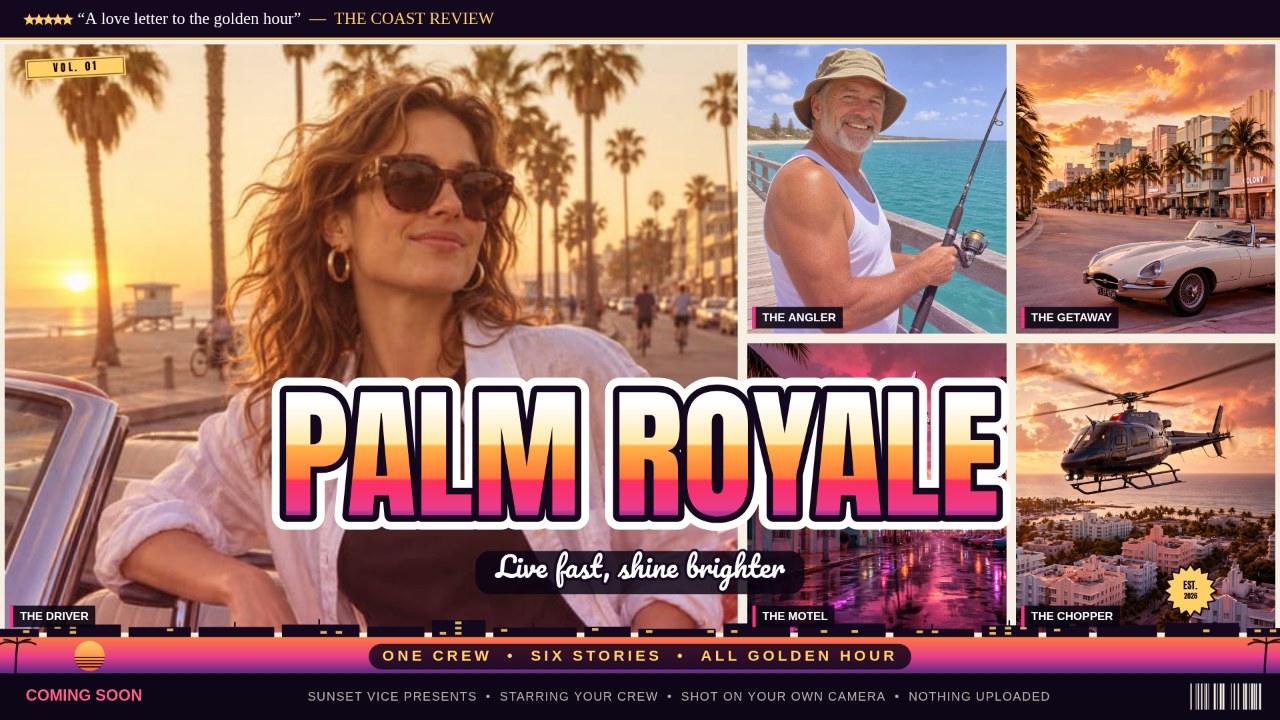 ★★★★★ “A love letter to the golden hour” — THE COAST REVIEW
VOL. 01
THE ANGLER
COLONY
THE GETAWAY
PALM ROYALE
Live fast, shine brighter
EST.
2026
THE DRIVER
THE MOTEL
THE CHOPPER
ONE CREW • SIX STORIES • ALL GOLDEN HOUR
COMING SOON
SUNSET VICE PRESENTS • STARRING YOUR CREW • SHOT ON YOUR OWN CAMERA • NOTHING UPLOADED